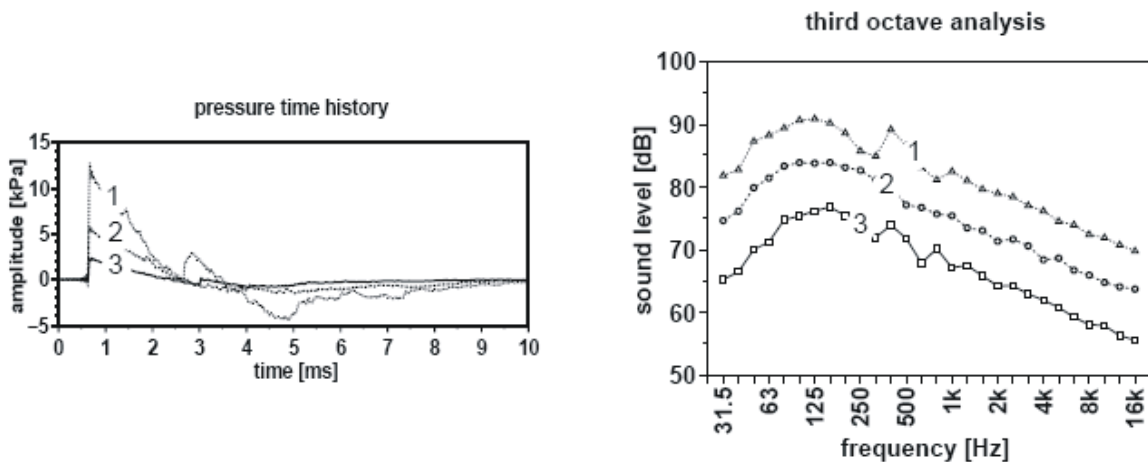 pressure time history
amplitude [kPa]
15
10
5
0
–5
1
2
3
0 1 2 3 4 5 6 7 8 9 10
time [ms]
third octave analysis
sound level [dB]
100
90
80
70
60
50
1
2
3
31.5 63 125 250 500 1k 2k 4k 8k 16k
frequency [Hz]